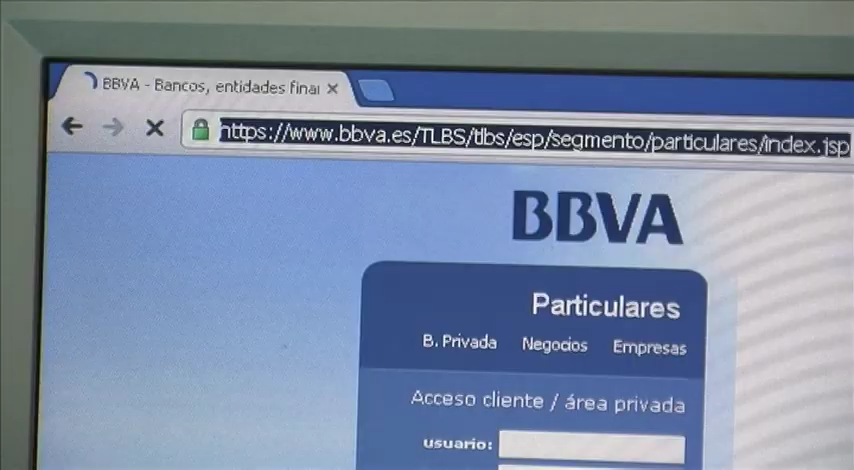 BBVA - Bancos, entidades finan
https://www.bbva.es/TLBS/tlbs/esp/segmento/particulares/index.jsp
BBVA
Particulares
B. Privada Negocios Empresas
Acceso cliente / área privada
usuario: